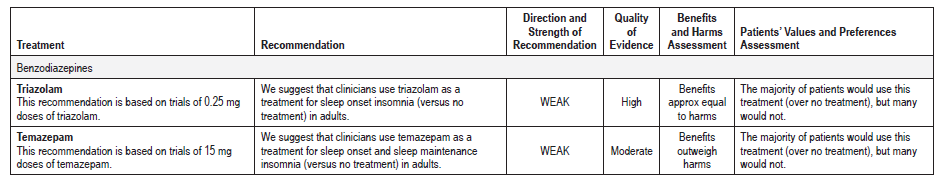 Treatment
Recommendation
Direction and
Strength of
Recommendation
Quality
of
Evidence
Benefits
and Harms
Assessment
Patients' Values and Preferences
Assessment
Benzodiazepines
Triazolam
This recommendation is based on trials of 0.25 mg
doses of triazolam.
We suggest that clinicians use triazolam as a
treatment for sleep onset insomnia (versus no
treatment) in adults.
WEAK
High
Benefits
approx equal
to harms
The majority of patients would use this
treatment (over no treatment), but many
would not.
Temazepam
This recommendation is based on trials of 15 mg
doses of temazepam.
We suggest that clinicians use temazepam as a
treatment for sleep onset and sleep maintenance
insomnia (versus no treatment) in adults.
WEAK
Moderate
Benefits
outweigh
harms
The majority of patients would use this
treatment (over no treatment), but many
would not.